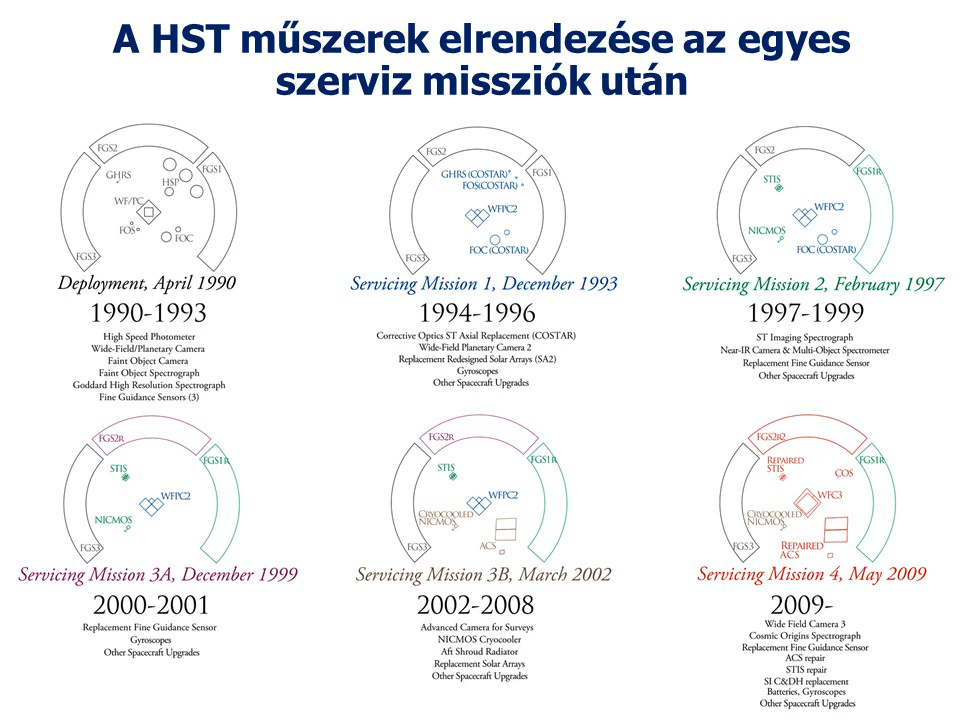 A HST műszerek elrendezése az egyes
szerviz missziók után
FGS2
GHRS
HSP
FGS1
WF/PC
FOS
FOC
FGS3
Deployment, April 1990
1990-1993
High Speed Photometer
Wide-Field/Planetary Camera
Faint Object Camera
Faint Object Spectrograph
Goddard High Resolution Spectrograph
Fine Guidance Sensors (3)
FGS2
GHRS (COSTAR)
FOS(COSTAR)
FGS1
WFPC2
FOC (COSTAR)
FGS3
Servicing Mission 1, December 1993
1994-1996
Corrective Optics ST Axial Replacement (COSTAR)
Wide-Field Planetary Camera 2
Replacement Redesigned Solar Arrays (SA2)
Gyroscopes
Other Spacecraft Upgrades
FGS2
STIS
FGS1R
WFPC2
NICMOS
FOC (COSTAR)
FGS3
Servicing Mission 2, February 1997
1997-1999
ST Imaging Spectrograph
Near-IR Camera & Multi-Object Spectrometer
Replacement Fine Guidance Sensor
Other Spacecraft Upgrades
FGS2R
STIS
FGS1R
WFPC2
NICMOS
FGS3
Servicing Mission 3A, December 1999
2000-2001
Replacement Fine Guidance Sensor
Gyroscopes
Other Spacecraft Upgrades
FGS2R
STIS
FGS1R
WFPC2
CRYOCOOLED
NICMOS
ACS
FGS3
Servicing Mission 3B, March 2002
2002-2008
Advanced Camera for Surveys
NICMOS Cryocooler
Aft Shroud Radiator
Replacement Solar Arrays
Other Spacecraft Upgrades
FGS2R2
REPAIRED
STIS
COS
FGS1R
WFC3
CRYOCOOLED
NICMOS
REPAIRED
ACS
FGS3
Servicing Mission 4, May 2009
2009-
Wide Field Camera 3
Cosmic Origins Spectrograph
Replacement Fine Guidance Sensor
ACS repair
STIS repair
SI C&DH replacement
Batteries, Gyroscopes
Other Spacecraft Upgrades